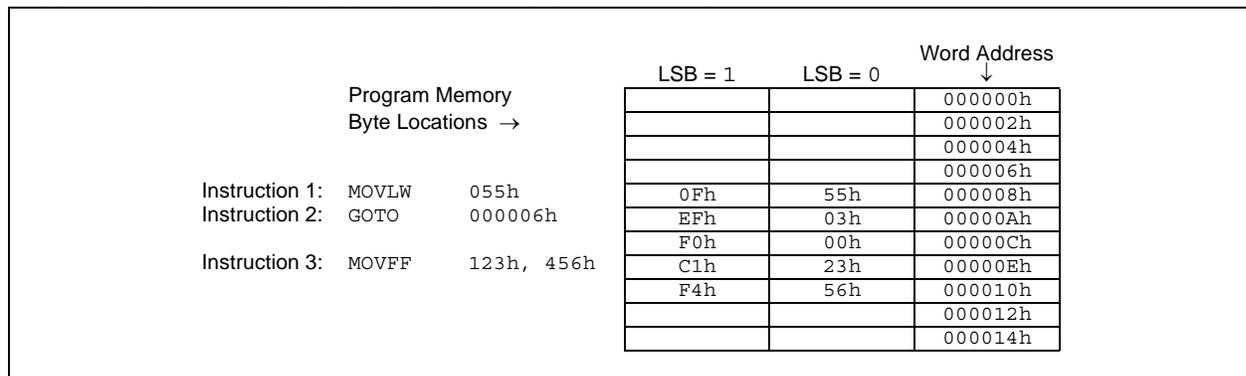 Word Address
LSB = 1 LSB = 0 ↓
Program Memory 000000h
Byte Locations → 000002h
000004h
000006h
Instruction 1: MOVLW 055h 0Fh 55h 000008h
Instruction 2: GOTO 000006h EFh 03h 00000Ah
F0h 00h 00000Ch
Instruction 3: MOVFF 123h, 456h C1h 23h 00000Eh
F4h 56h 000010h
000012h
000014h